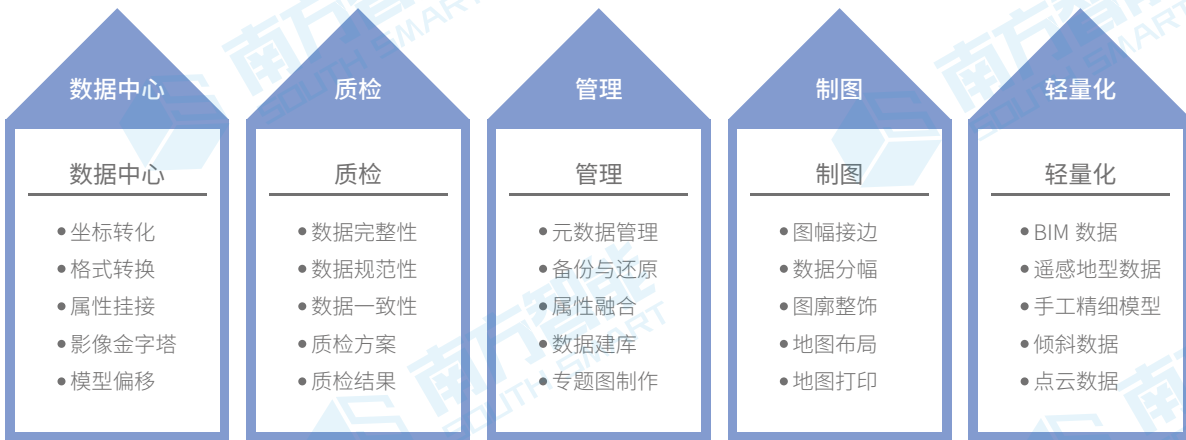 数据中心
数据中心
坐标转化
格式转换
属性挂接
影像金字塔
模型偏移
质检
质检
数据完整性
数据规范性
数据一致性
质检方案
质检结果
管理
管理
元数据管理
备份与还原
属性融合
数据建库
专题图制作
制图
制图
图幅接边
数据分幅
图廓整饰
地图布局
地图打印
轻量化
轻量化
BIM 数据
遥感地型数据
手工精细模型
倾斜数据
点云数据
南方智能
SOUTH SMART